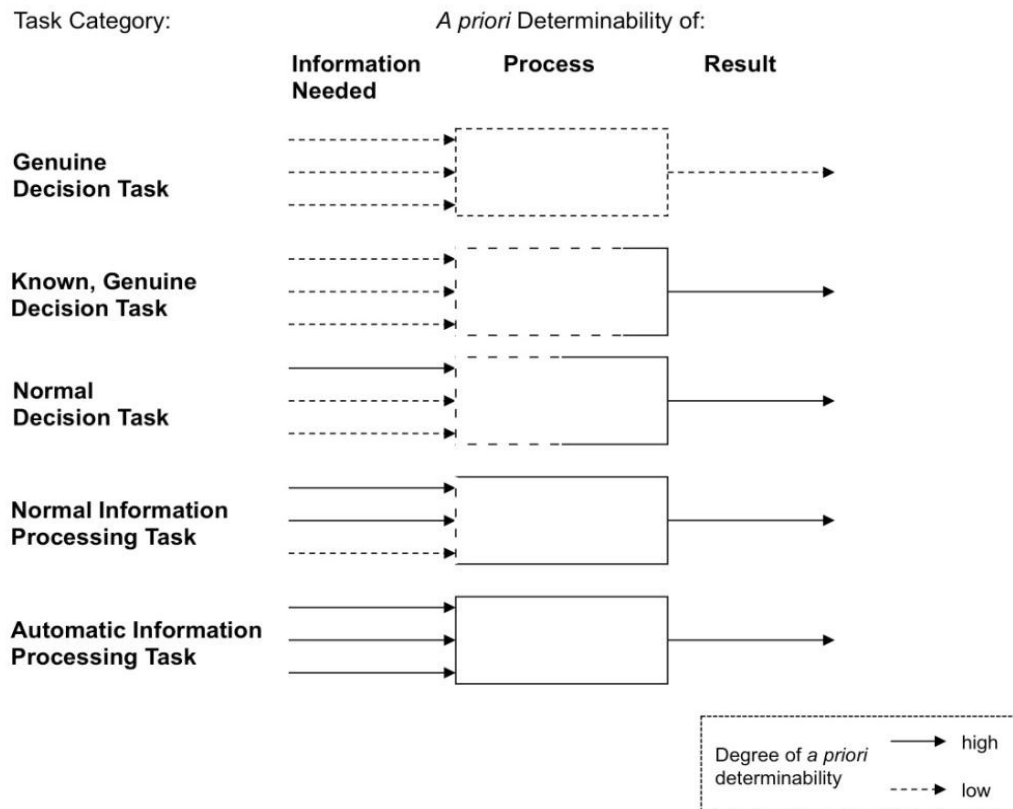 Task Category:
A priori Determinability of:
Information
Needed
Process
Result
Genuine
Decision Task
Known, Genuine
Decision Task
Normal
Decision Task
Normal Information
Processing Task
Automatic Information
Processing Task
Degree of a priori
determinability
high
low